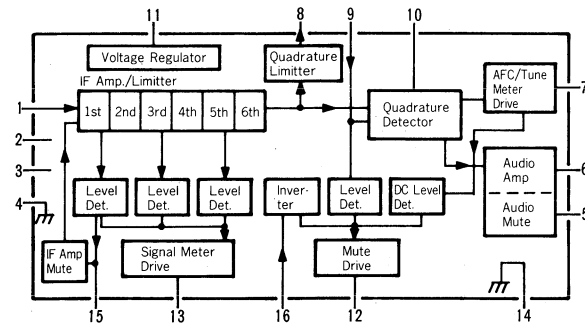 11 8 9 10
Voltage Regulator
Quadrature
Limitter
IF Amp./Limitter
AFC/Tune
Meter
Drive
7
1
1st 2nd 3rd 4th 5th 6th
Quadrature
Detector
2
3
4
Audio
Amp
6
Audio
Mute
5
Level
Det.
Level
Det.
Level
Det.
Inver-
ter
Level
Det.
DC Level
Det.
IF Amp
Mute
Signal Meter
Drive
Mute
Drive
15 13 16 12 14